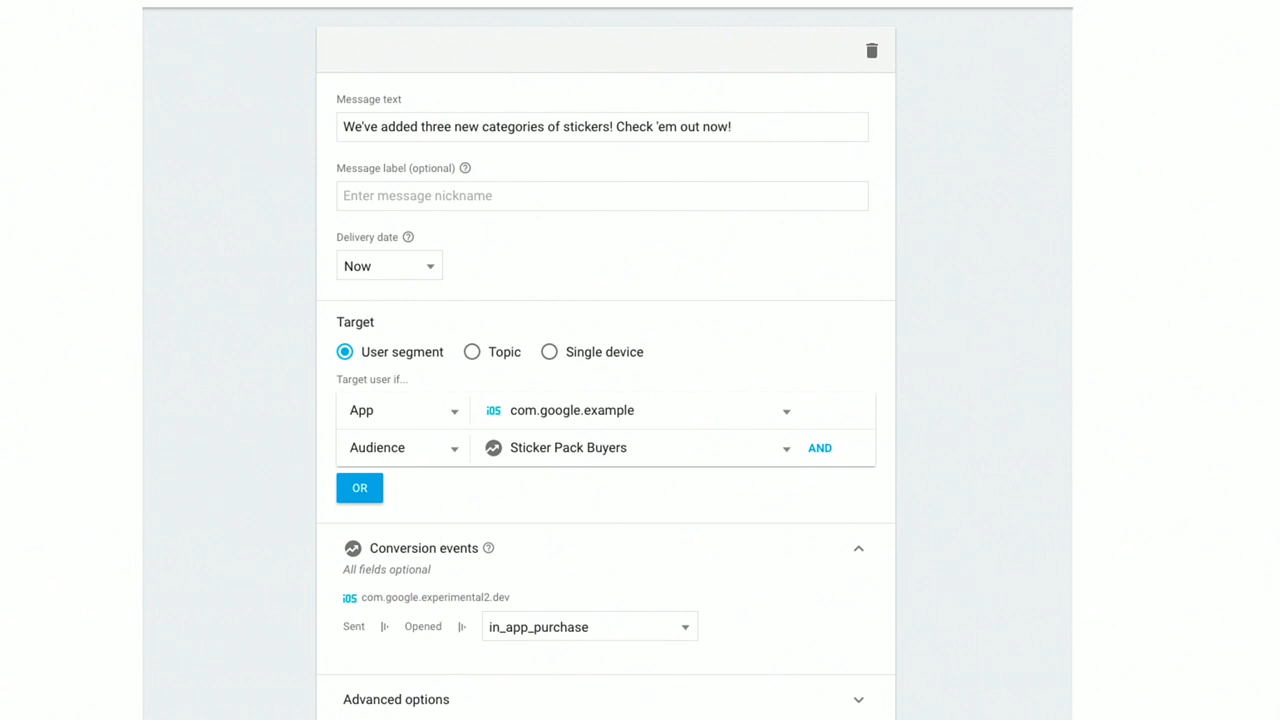 Message text
We've added three new categories of stickers! Check 'em out now!
Message label (optional)
Enter message nickname
Delivery date
Now
Target
User segment Topic Single device
Target user if...
App iOS com.google.example
Audience Sticker Pack Buyers AND
OR
Conversion events
All fields optional
iOS com.google.experimental2.dev
Sent Opened in_app_purchase
Advanced options